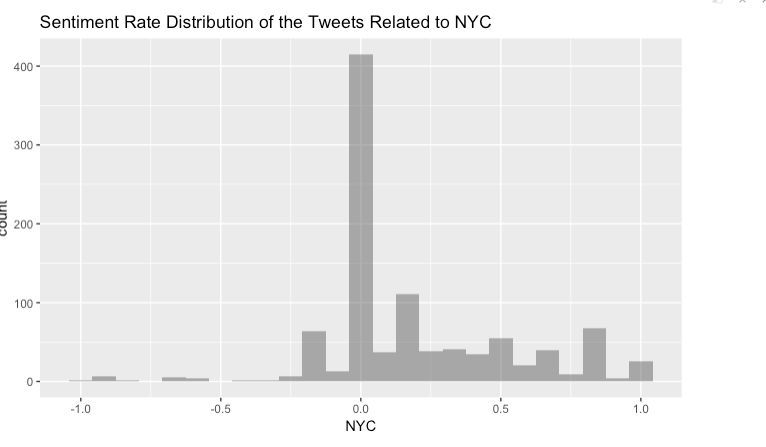 Sentiment Rate Distribution of the Tweets Related to NYC
400
300
200
100
0
count
-1.0 -0.5 0.0 0.5 1.0
NYC